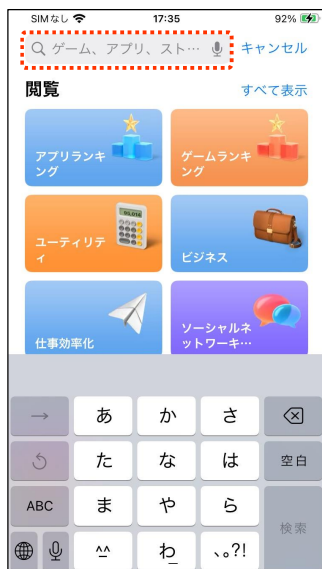 SIMなし 17:35 92%
ゲーム、アプリ、スト… キャンセル
閲覧 すべて表示
アプリランキ
ング
ゲームランキ
ング
ユーティリテ
ィ
ビジネス
仕事効率化
ソーシャルネ
ットワーキ…
→ あ か さ
た な は 空白
ABC ま や ら
検索
^^ わ 、。?!